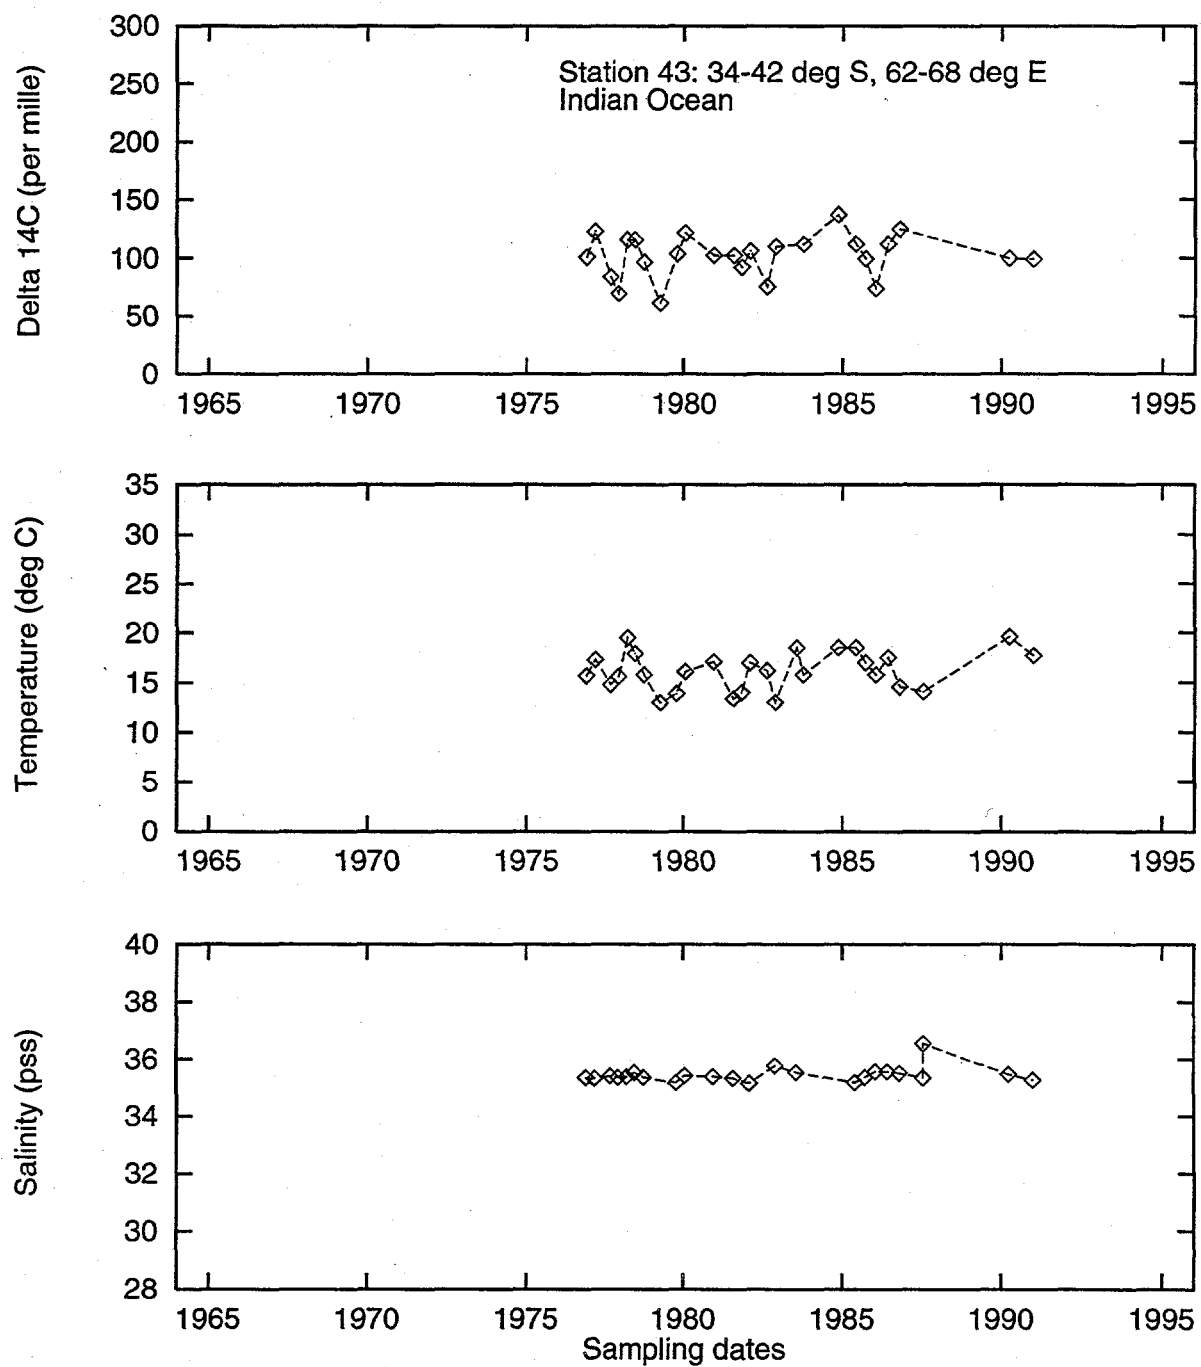 300
250
200
150
100
50
0
Delta 14C (per mille)
Station 43: 34-42 deg S, 62-68 deg E
Indian Ocean
1965 1970 1975 1980 1985 1990 1995
35
30
25
20
15
10
5
0
Temperature (deg C)
1965 1970 1975 1980 1985 1990 1995
40
38
36
34
32
30
28
Salinity (pss)
1965 1970 1975 1980 1985 1990 1995
Sampling dates